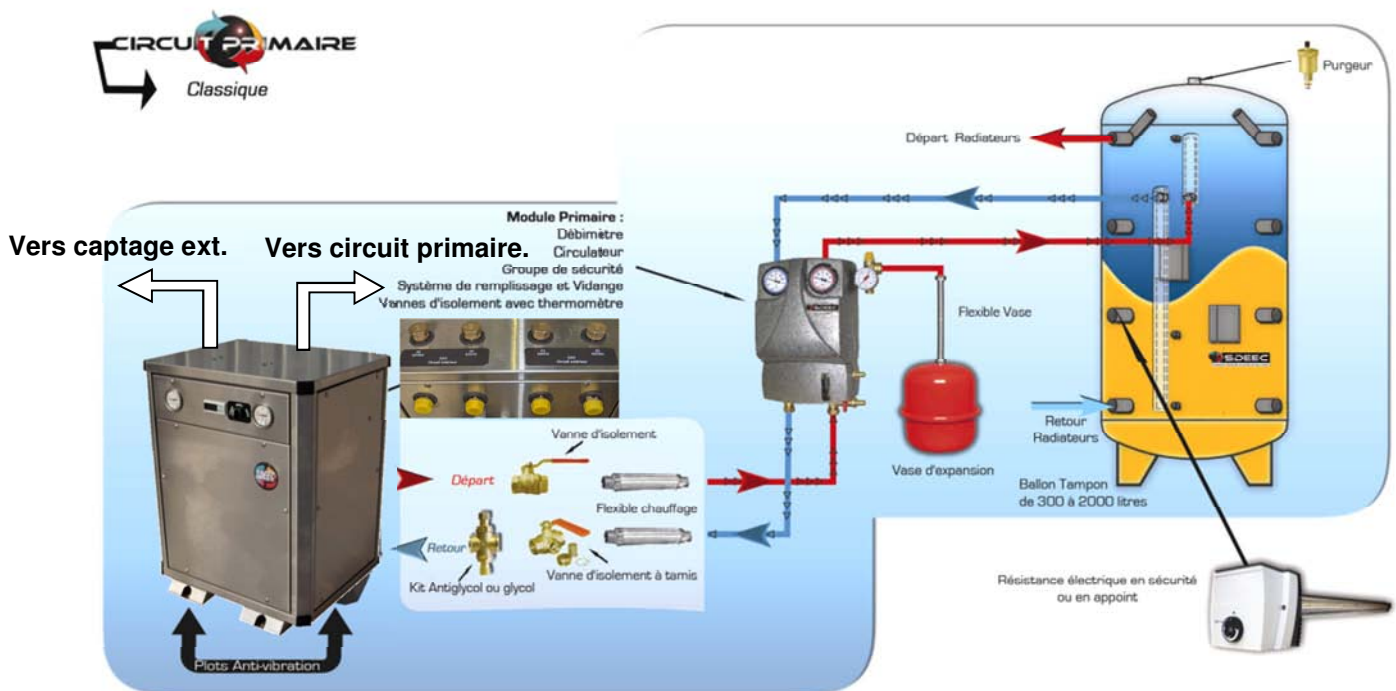 CIRCUIT PRIMAIRE
Classique
Purgeur
Départ Radiateurs
Module Primaire :
Débimètre
Circulateur
Groupe de sécurité
Système de remplissage et Vidange
Vannes d'isolement avec thermomètre
Vers captage ext.
Vers circuit primaire.
Flexible Vase
SDEEC
SDEEC
Vanne d'isolement
Départ
Flexible chauffage
Retour
Radiateurs
Vase d'expansion
Ballon Tampon
de 300 à 2000 litres
Retour
Vanne d'isolement à tamis
Kit Antiglycol ou glycol
Résistance électrique en sécurité
ou en appoint
Plots Anti-vibration